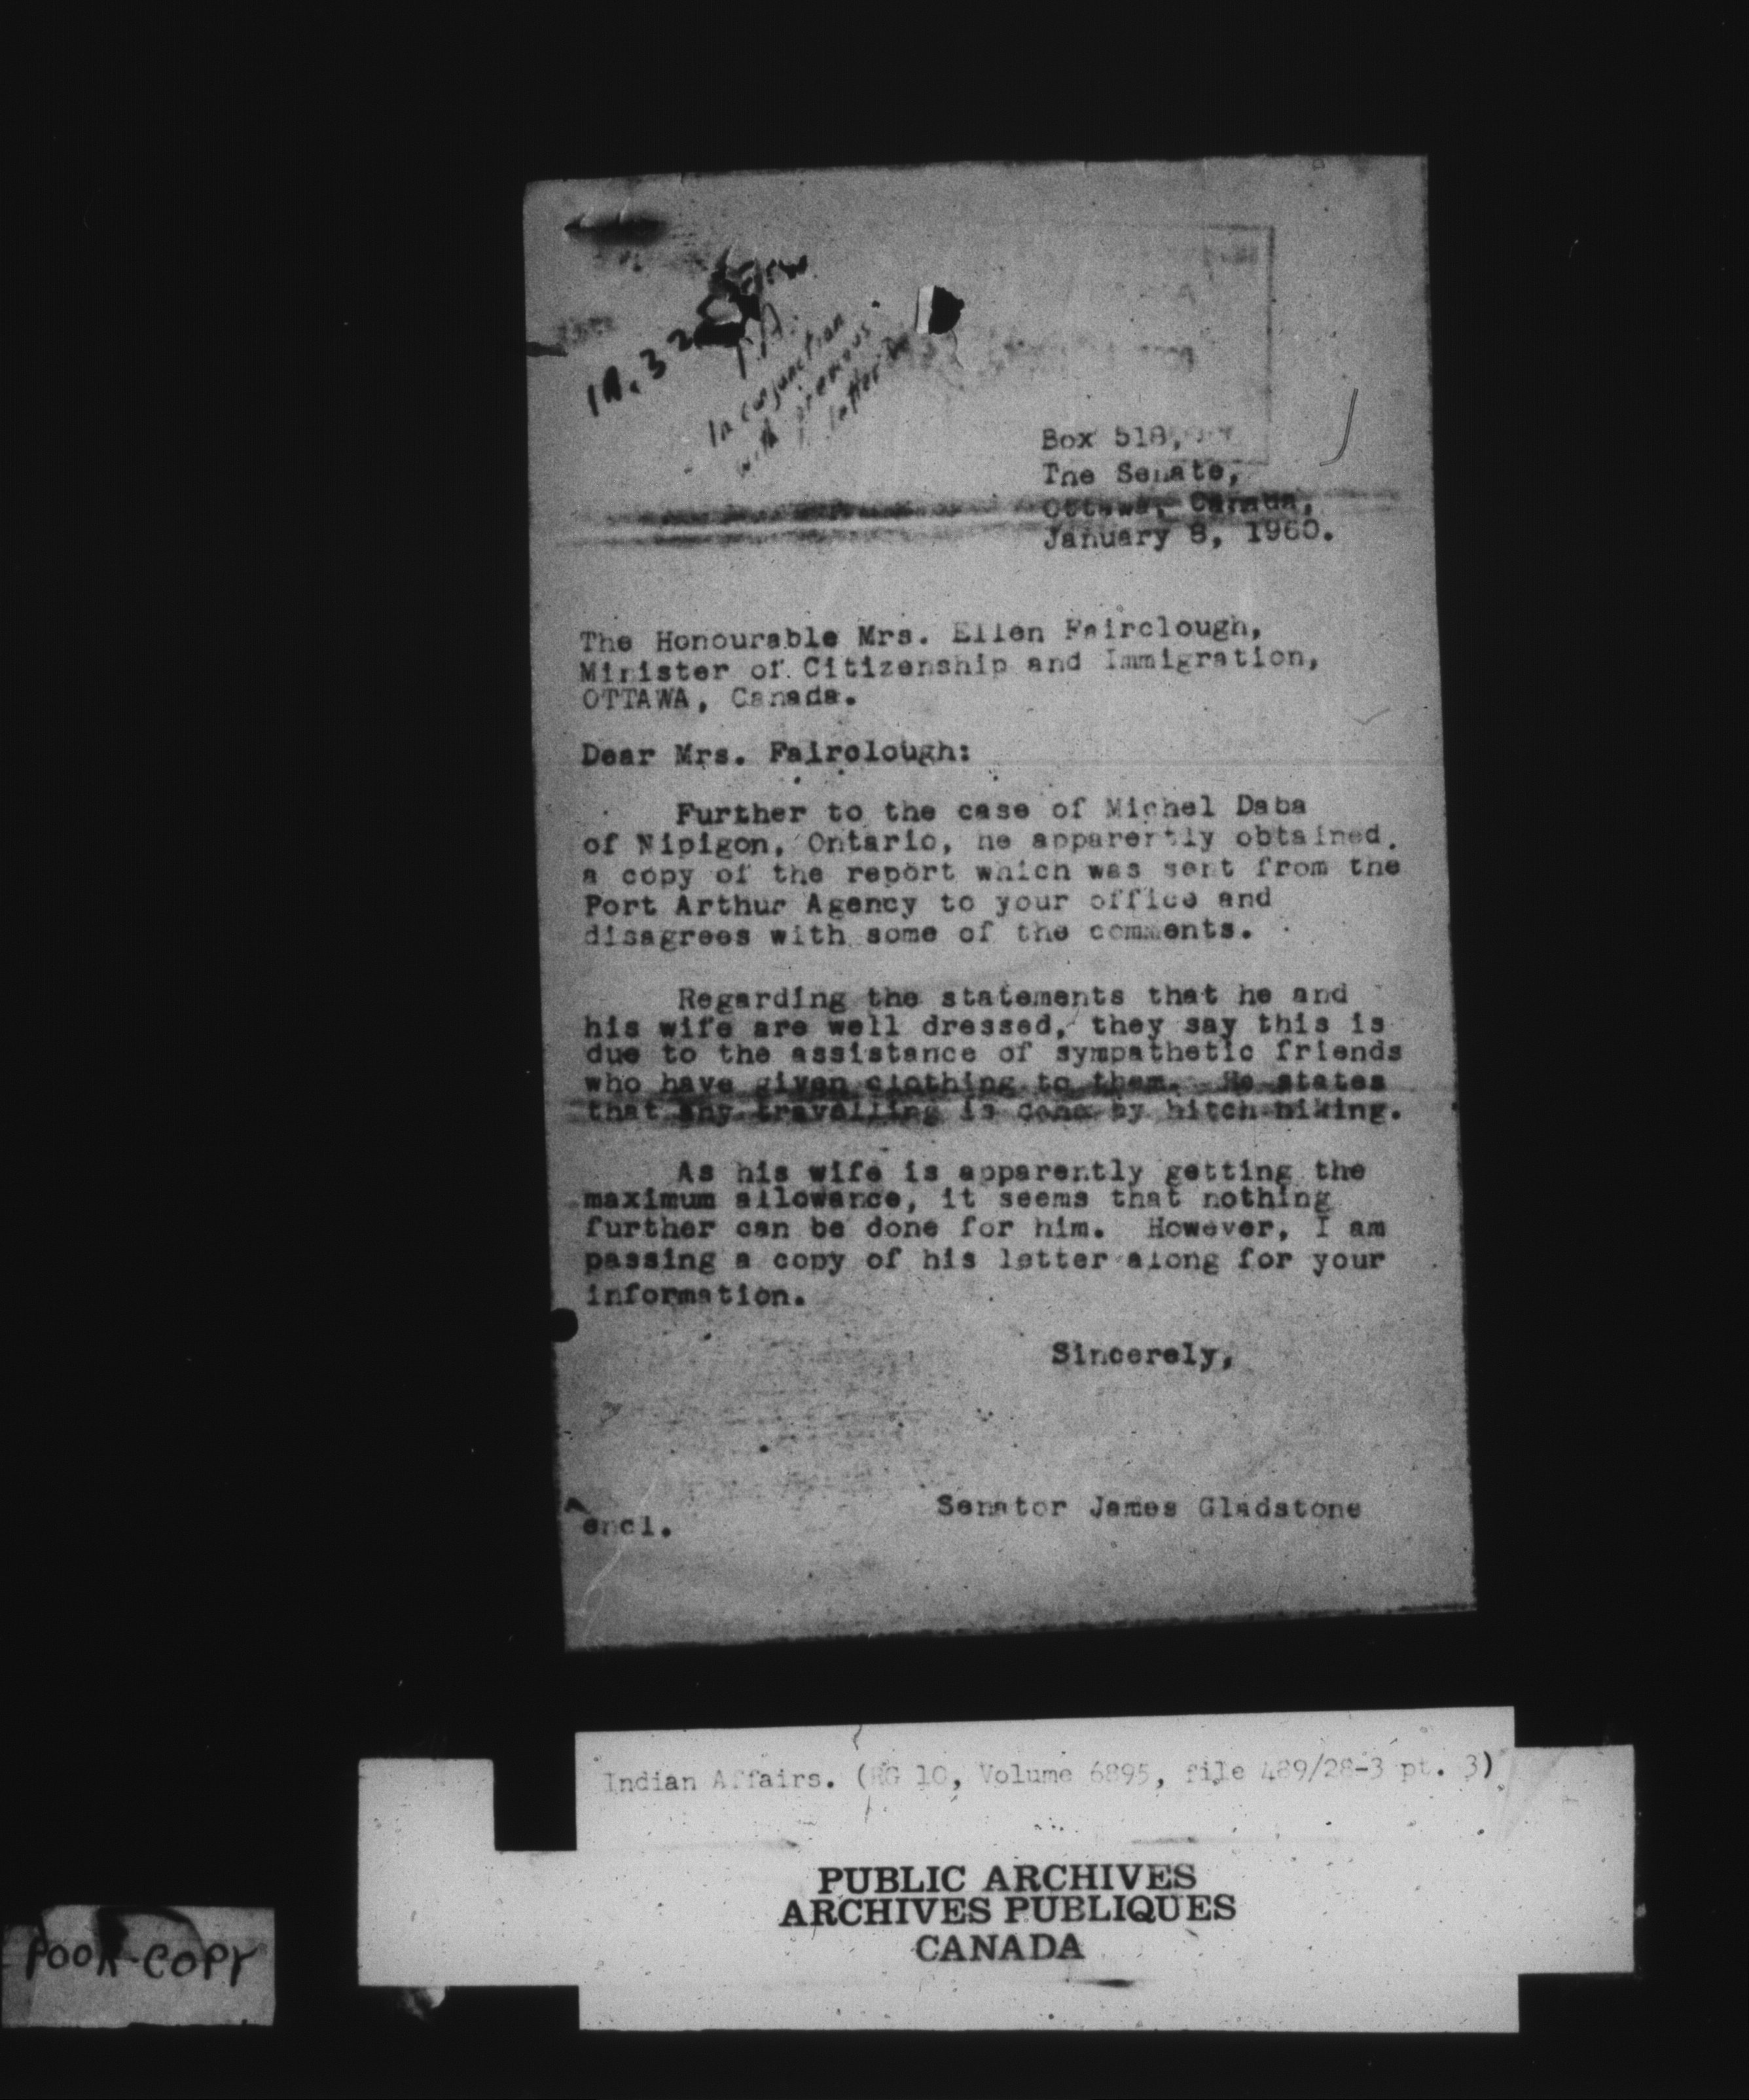 P.A.
In conjunction
with previous
letter
Box 518,
The Senate,
Ottawa, Canada,
January 8, 1960.
The Honourable Mrs. Ellen Fairclough,
Minister of Citizenship and Immigration,
OTTAWA, Canada.
Dear Mrs. Fairclough:
Further to the case of Michel Daba
of Nipigon, Ontario, he apparently obtained
a copy of the report which was sent from the
Port Arthur Agency to your office and
disagrees with some of the comments.
Regarding the statements that he and
his wife are well dressed, they say this is
due to the assistance of sympathetic friends
who have given clothing to them. He states
that any travelling is done by hitch-hiking.
As his wife is apparently getting the
maximum allowance, it seems that nothing
further can be done for him. However, I am
passing a copy of his letter along for your
information.
Sincerely,
Senator James Gladstone
encl.
Indian Affairs. (RG 10, Volume 6895, file 489/28-3 pt. 3)
PUBLIC ARCHIVES
ARCHIVES PUBLIQUES
CANADA
POOR COPY